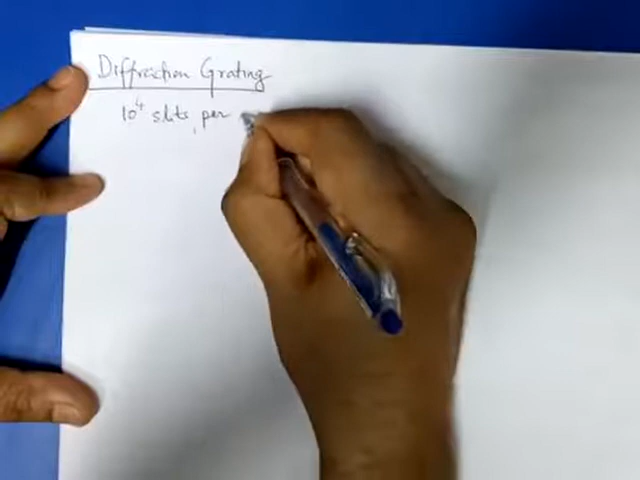 Diffraction Grating
10⁴ slits per